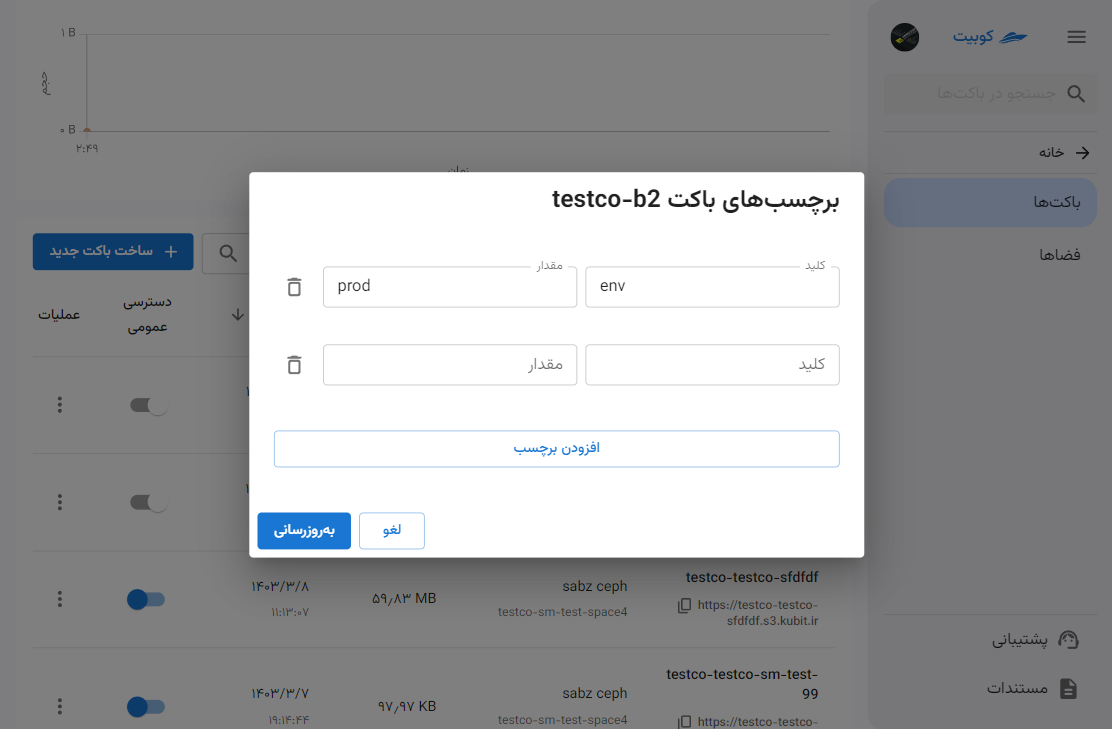 کوبیت
جستجو در باکت‌ها
خانه
باکت‌ها
فضاها
پشتیبانی
مستندات
۱ B
حجم
۰ B
۲:۴۹
زمان
ساخت باکت جدید
دسترسی
عمومی
عملیات
برچسب‌های باکت testco-b2
کلید
env
مقدار
prod
کلید
مقدار
افزودن برچسب
لغو
به‌روزرسانی
testco-testco-sfdfdf
https://testco-testco-
sfdfdf.s3.kubit.ir
sabz ceph
testco-sm-test-space4
۵۹٫۸۳ MB
۱۴۰۳/۳/۸
۱۱:۱۳:۰۷
testco-testco-sm-test-
99
https://testco-testco-
sabz ceph
testco-sm-test-space4
۹۷٫۹۷ KB
۱۴۰۳/۳/۷
۱۹:۱۴:۴۴